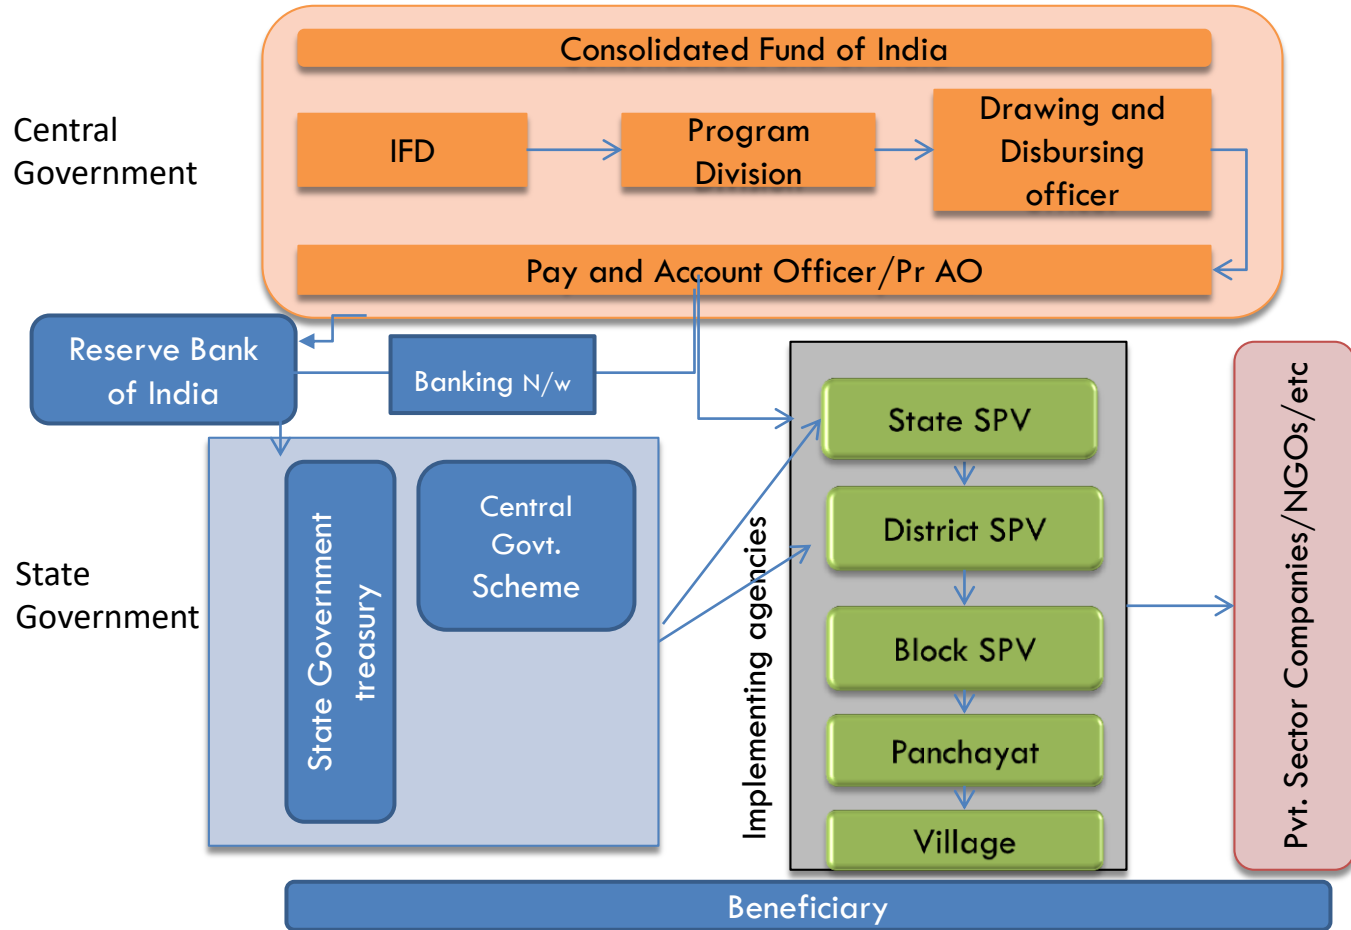 Consolidated Fund of India
Central
Government
IFD
Program
Division
Drawing and
Disbursing
officer
Pay and Account Officer/Pr AO
Reserve Bank
of India
Banking N/w
State
Government
State Government
treasury
Central
Govt.
Scheme
Implementing agencies
State SPV
District SPV
Block SPV
Panchayat
Village
Pvt. Sector Companies/NGOs/etc
Beneficiary